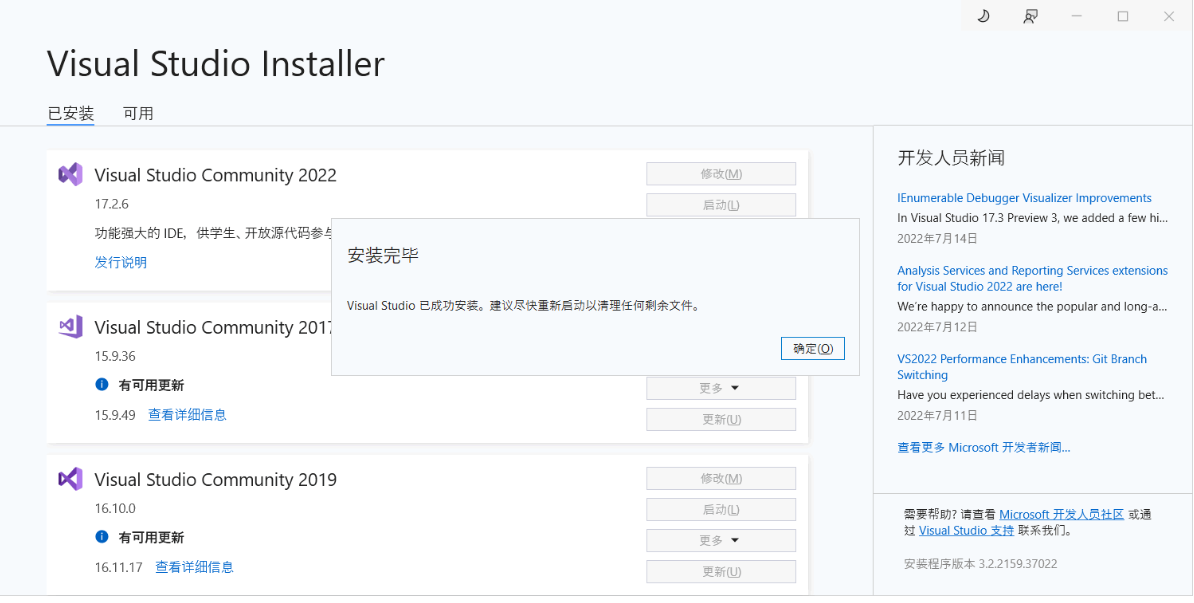 Visual Studio Installer
已安装
可用
Visual Studio Community 2022
17.2.6
功能强大的 IDE，供学生、开放源代码参与
发行说明
修改(M)
启动(L)
安装完毕
Visual Studio 已成功安装。建议尽快重新启动以清理任何剩余文件。
确定(O)
Visual Studio Community 2017
15.9.36
有可用更新
15.9.49 查看详细信息
更多
更新(U)
Visual Studio Community 2019
16.10.0
有可用更新
16.11.17 查看详细信息
修改(M)
启动(L)
更多
更新(U)
开发人员新闻
IEnumerable Debugger Visualizer Improvements
In Visual Studio 17.3 Preview 3, we added a few hi...
2022年7月14日
Analysis Services and Reporting Services extensions
for Visual Studio 2022 are here!
We're happy to announce the popular and long-a...
2022年7月12日
VS2022 Performance Enhancements: Git Branch
Switching
Have you experienced delays when switching bet...
2022年7月11日
查看更多 Microsoft 开发者新闻...
需要帮助? 请查看 Microsoft 开发人员社区 或通
过 Visual Studio 支持 联系我们。
安装程序版本 3.2.2159.37022